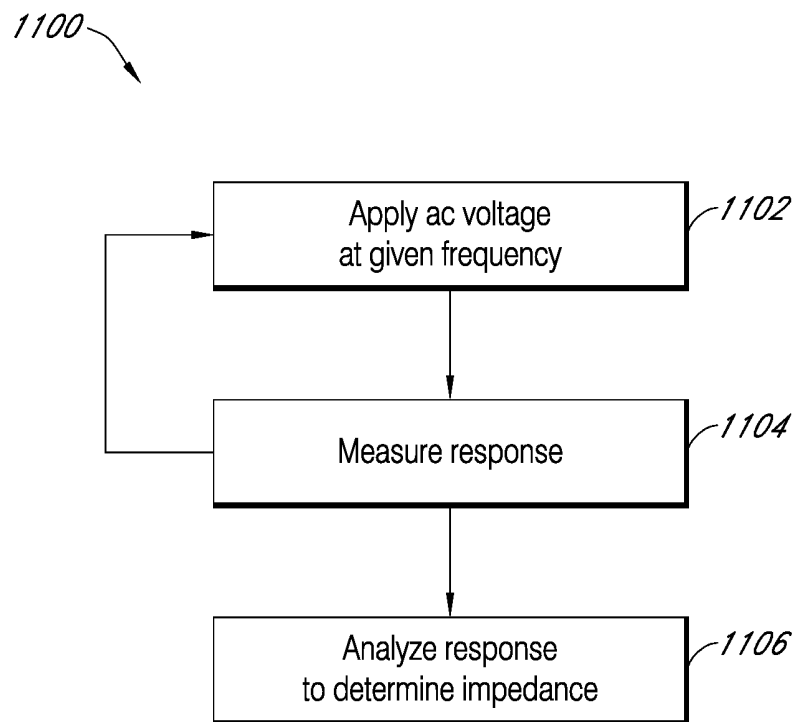 1100
Apply ac voltage
at given frequency
1102
Measure response
1104
Analyze response
to determine impedance
1106